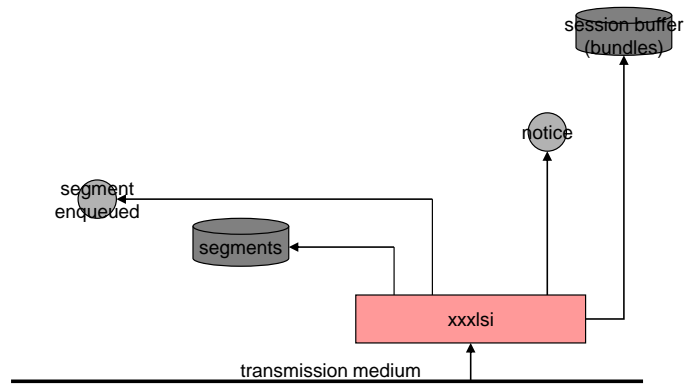 session buffer
(bundles)
notice
segment
enqueued
segments
xxxlsi
transmission medium